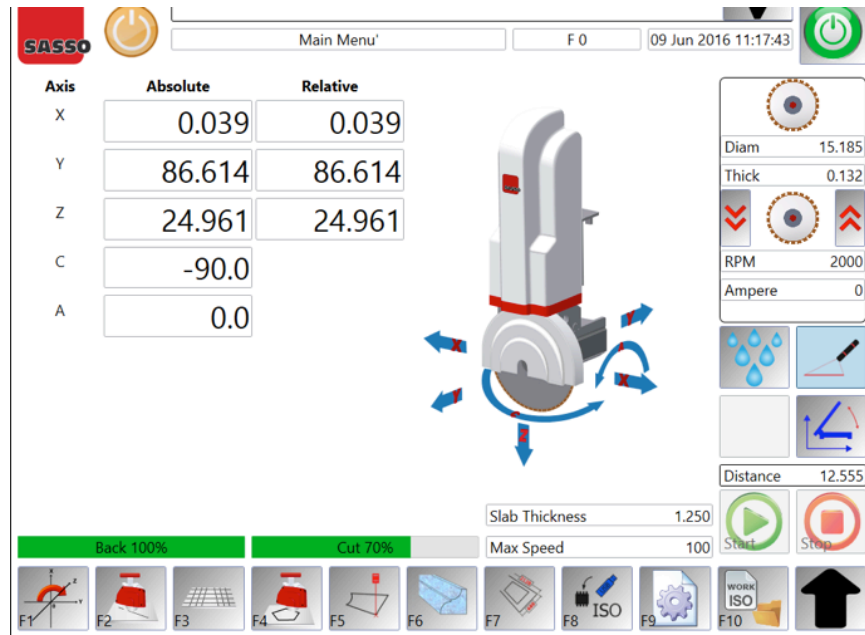 SASSO
Main Menu'
F 0
09 Jun 2016 11:17:43
Axis Absolute Relative
X 0.039 0.039
Y 86.614 86.614
Z 24.961 24.961
C -90.0
A 0.0
Diam 15.185
Thick 0.132
RPM 2000
Ampere 0
X
Y
Y
X
Z
Distance 12.555
Slab Thickness 1.250
Back 100% Cut 70% Max Speed 100
Start Stop
F1 F2 F3 F4 F5 F6 F7 F8 ISO F9 F10 WORK ISO